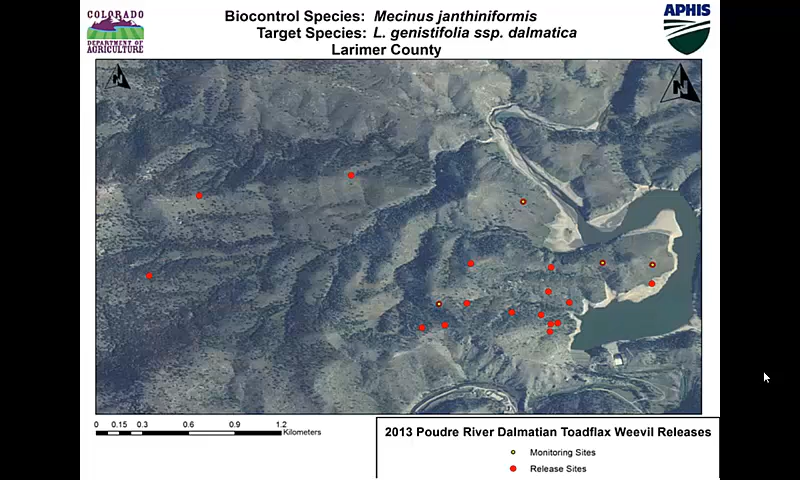 COLORADO
DEPARTMENT OF
AGRICULTURE
Biocontrol Species: Mecinus janthiniformis
Target Species: L. genistifolia ssp. dalmatica
Larimer County
APHIS
N
N
0 0.15 0.3 0.6 0.9 1.2
Kilometers
2013 Poudre River Dalmatian Toadflax Weevil Releases
Monitoring Sites
Release Sites